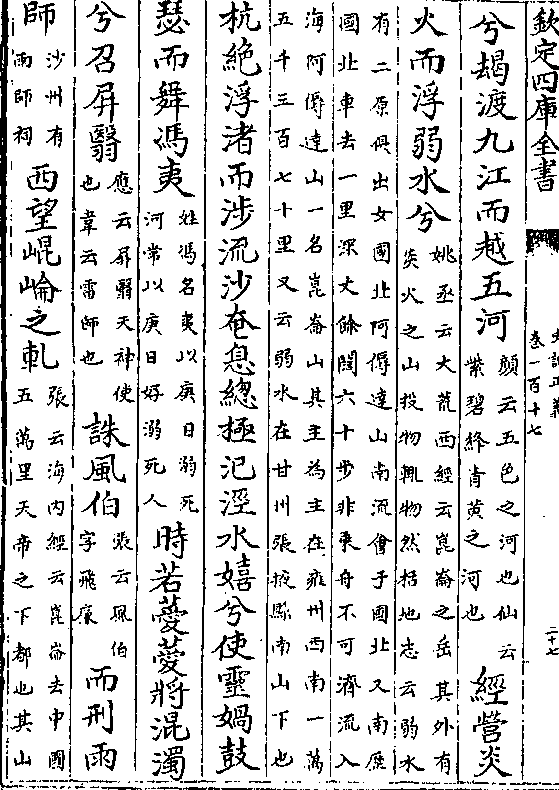 欽定四庫全書
史記正義
卷一百十七
二十七
兮朅渡九江而越五河
顔云五色之河也仙云
紫碧絳青黄之河也
經營炎
火而浮弱水兮
姚丞云大荒西經云崑崙之岳其外有
炎火之山投物輒物然括地志云弱水
有二原俱出女國北阿傉達山南流會于國北又南歴
國北車去一里深丈餘闊六十步非乗舟不可濟流入
海阿傉達山一名崑崙山其主為主在雍州西南一萬
五千三百七十里又云弱水在甘州張掖縣南山下也
杭絶浮渚而涉流沙奄息總極氾涇水嬉兮使靈媧鼓
瑟而舞馮夷
姓馮名夷以庚日溺死
河常以庚日好溺死人
時若薆薆將混濁
兮召屏翳
應云屏翳天神使
也韋云雷師也
誅風伯
張云風伯
字飛廉
而刑雨
師
沙州有
雨師祠
西望崐崘之軋
張云海内經云崑崙去中國
五萬里天帝之下都也其山